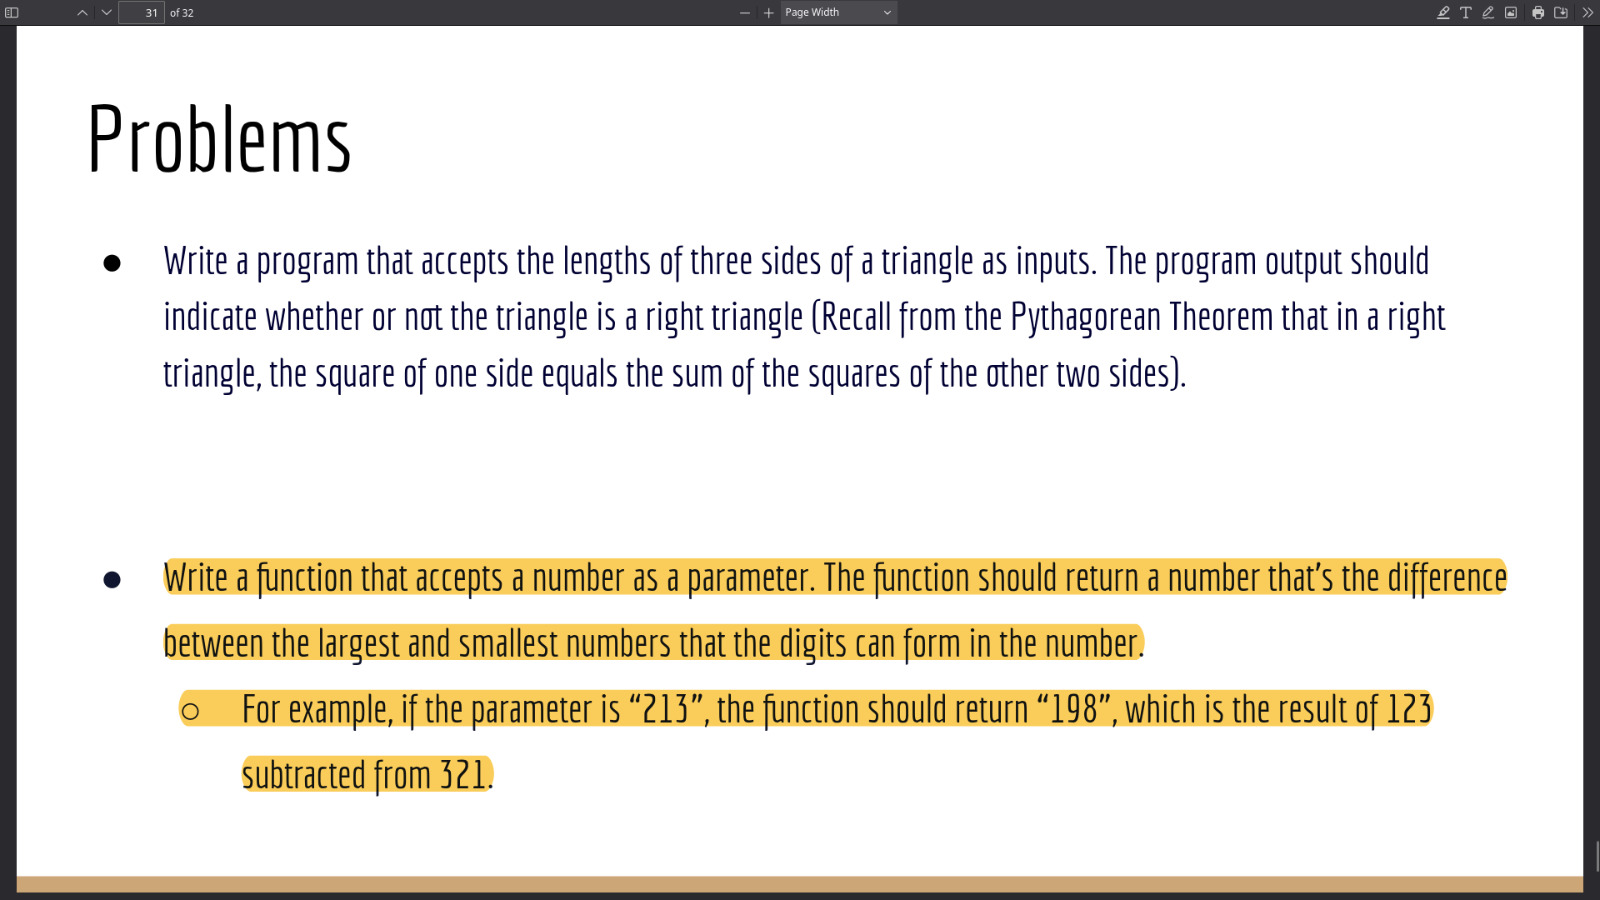 31 of 32 Page Width
Problems
● Write a program that accepts the lengths of three sides of a triangle as inputs. The program output should
indicate whether or not the triangle is a right triangle (Recall from the Pythagorean Theorem that in a right
triangle, the square of one side equals the sum of the squares of the other two sides).
● Write a function that accepts a number as a parameter. The function should return a number that’s the difference
between the largest and smallest numbers that the digits can form in the number.
○ For example, if the parameter is “213”, the function should return “198”, which is the result of 123
subtracted from 321.